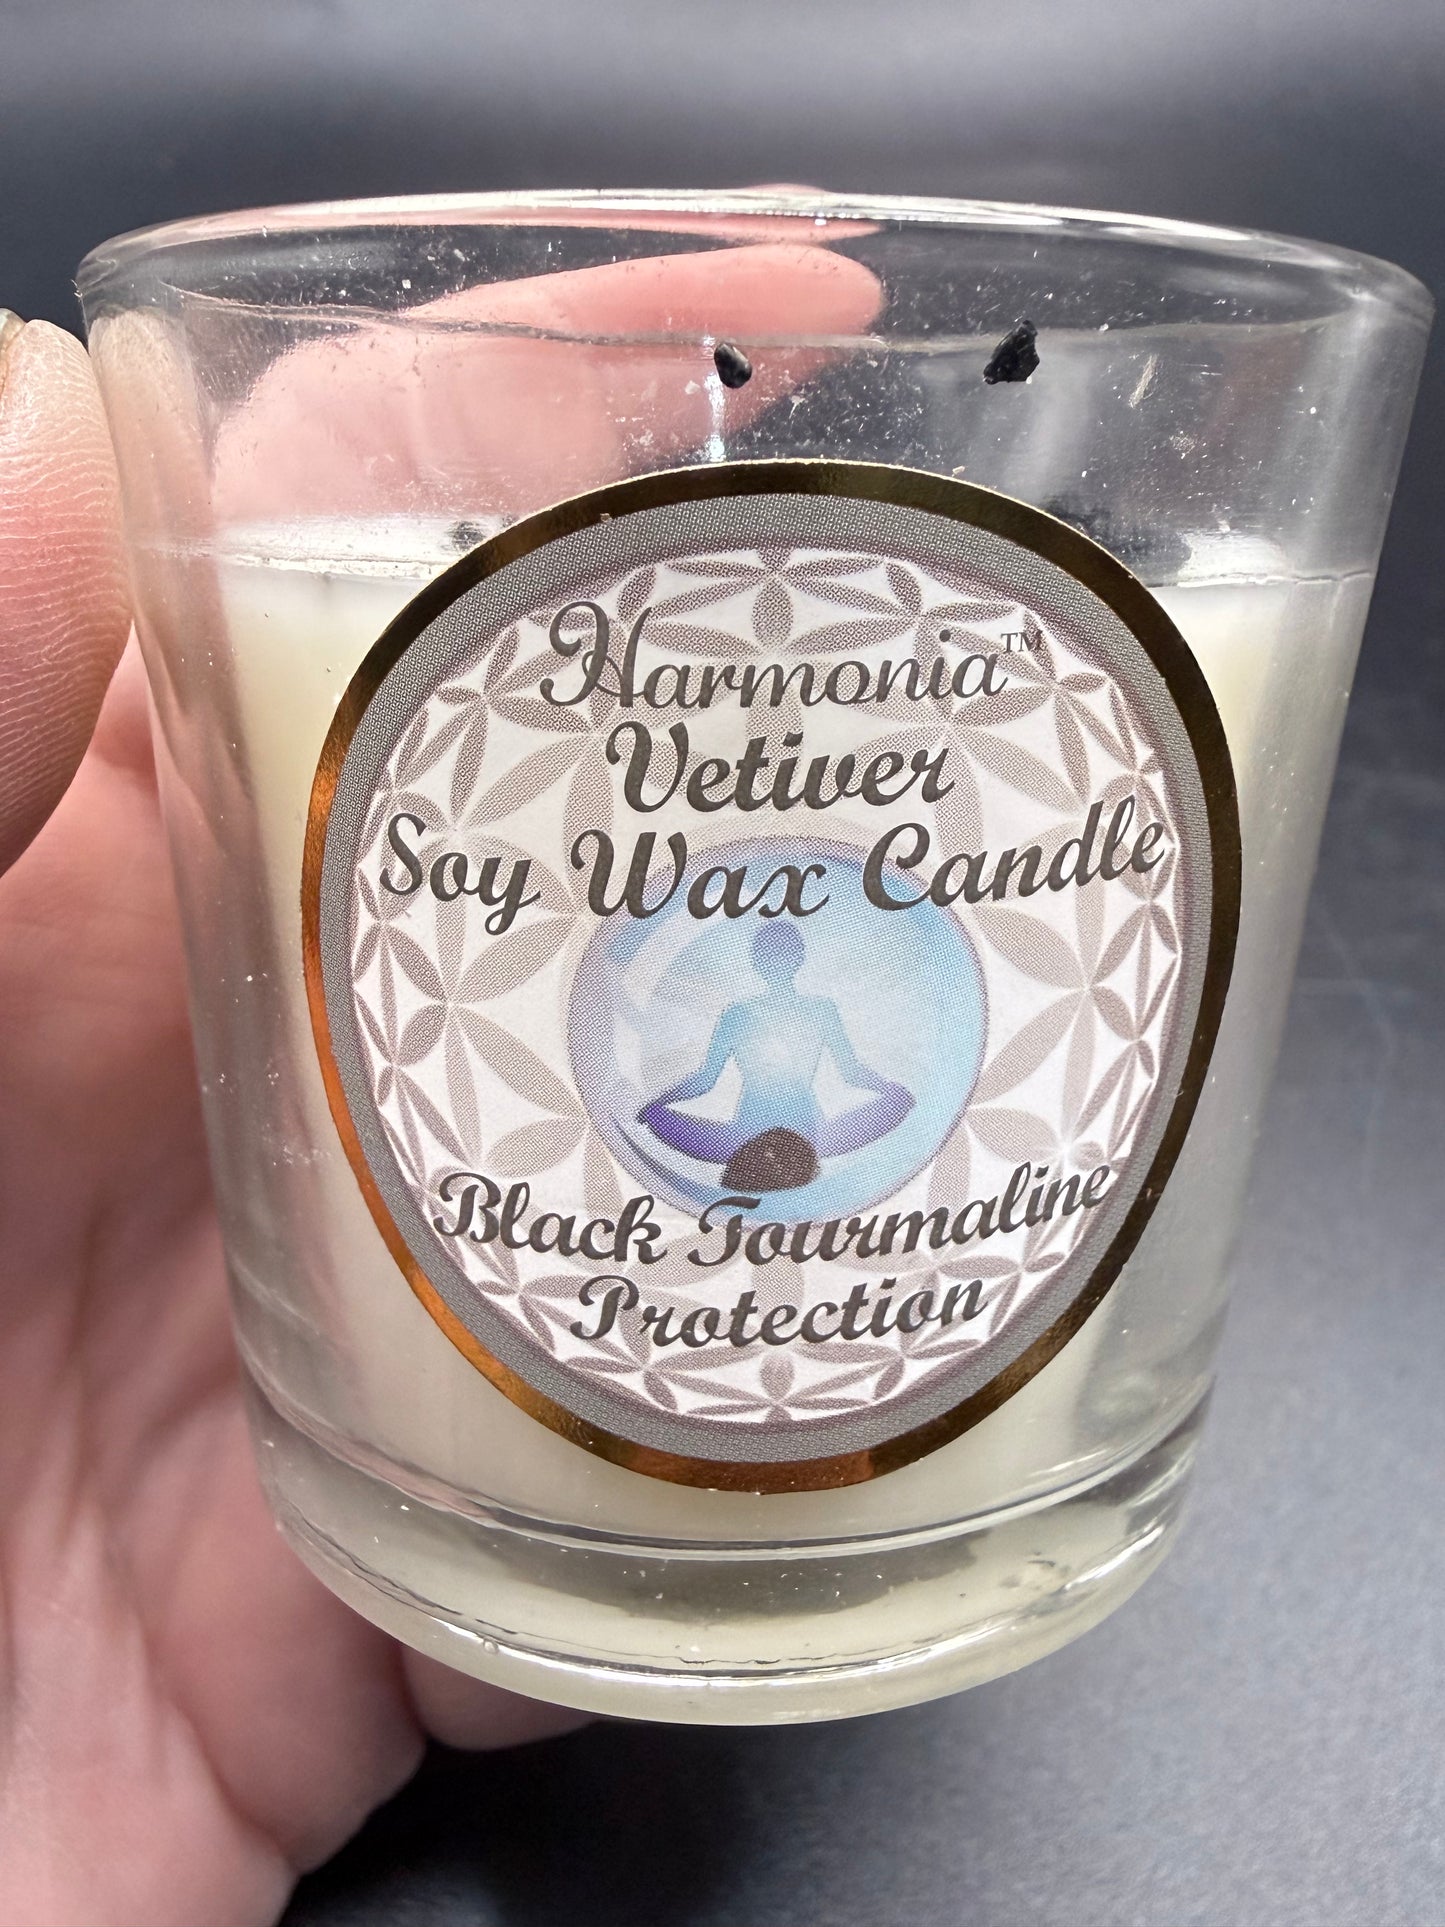 Harmonia™
Vetiver
Soy Wax Candle
Black Tourmaline
Protection